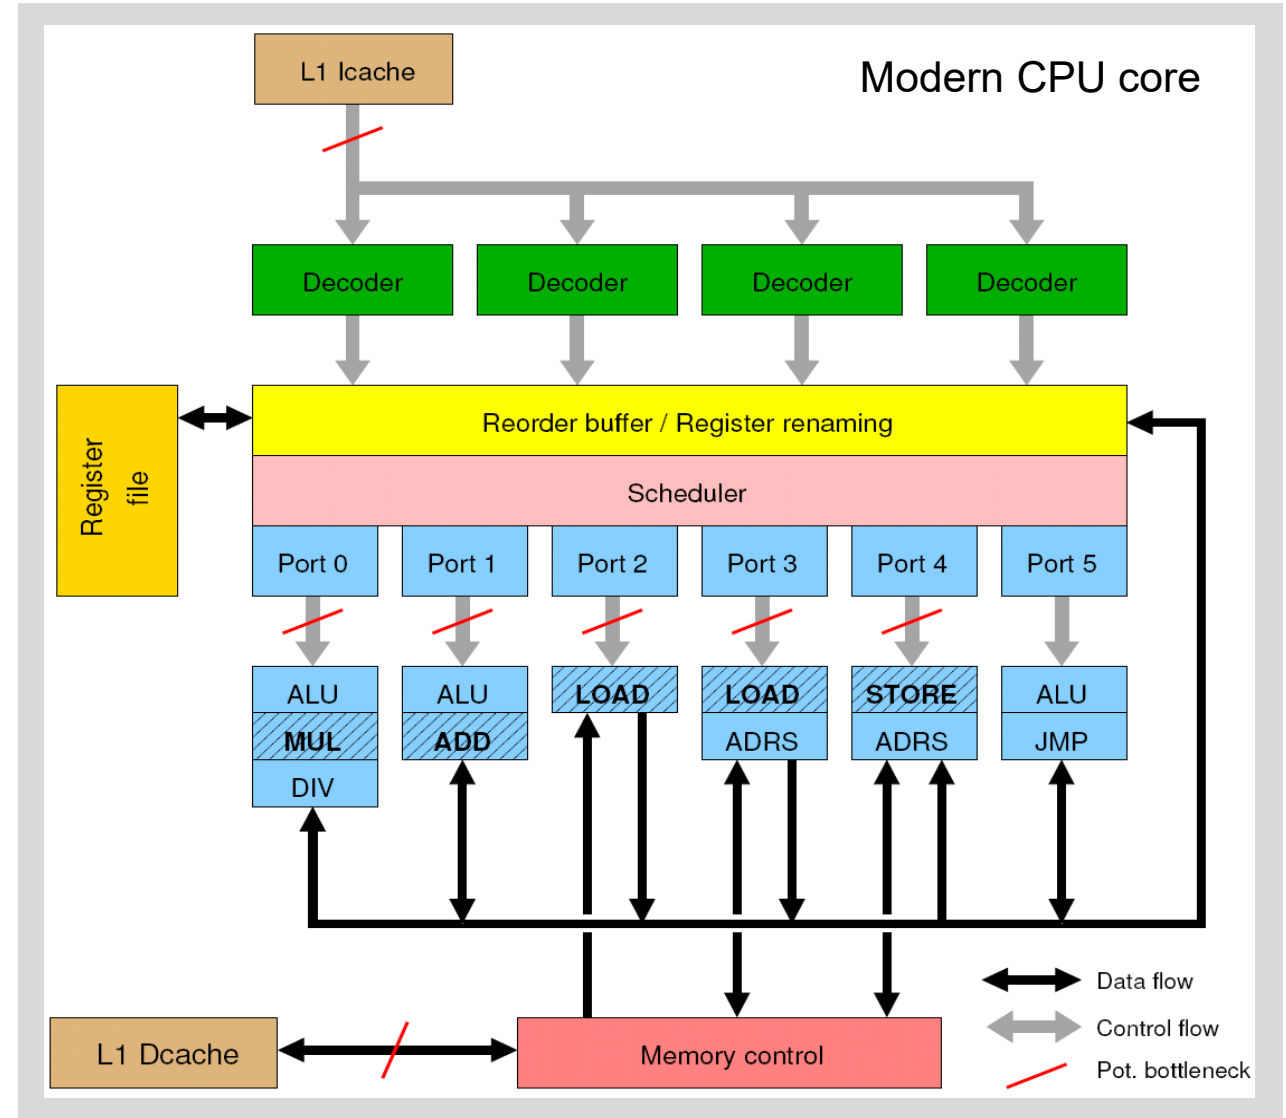 L1 Icache
Modern CPU core
Decoder
Decoder
Decoder
Decoder
Register
file
Reorder buffer / Register renaming
Scheduler
Port 0
Port 1
Port 2
Port 3
Port 4
Port 5
ALU
MUL
DIV
ALU
ADD
LOAD
LOAD
ADRS
STORE
ADRS
ALU
JMP
Data flow
Control flow
Pot. bottleneck
L1 Dcache
Memory control